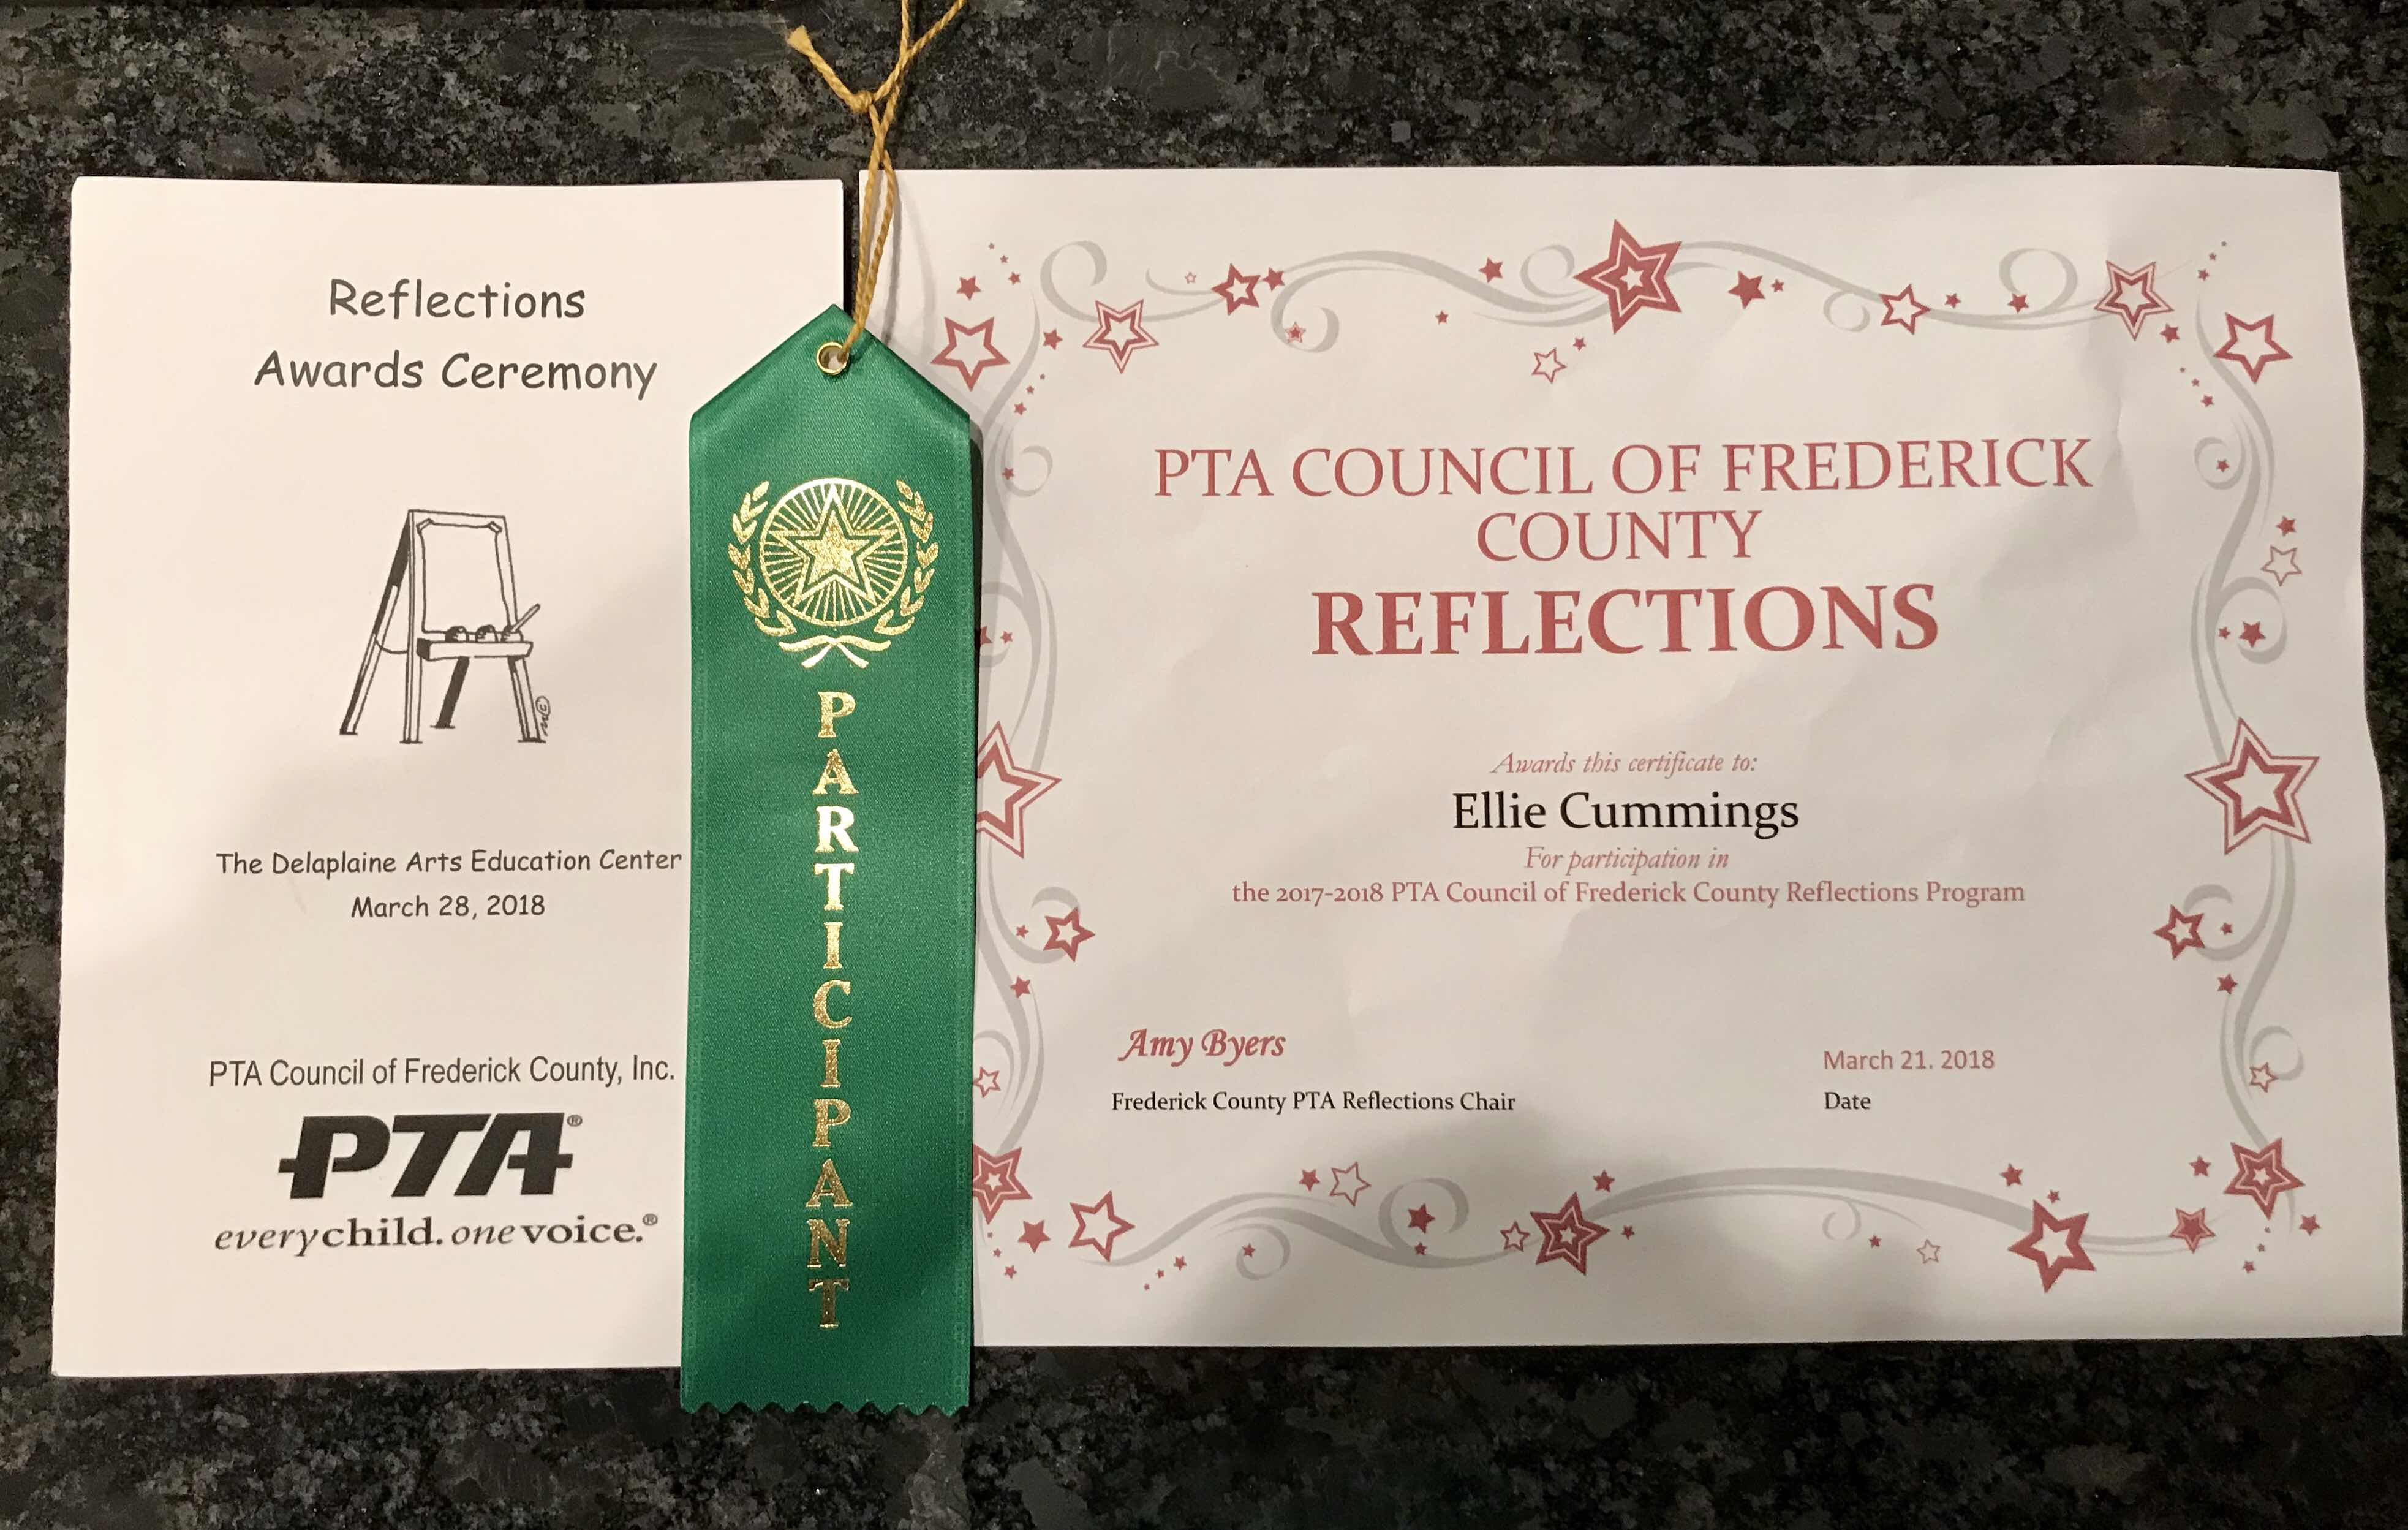 Reflections
Awards Ceremony
The Delaplaine Arts Education Center
March 28, 2018
PTA Council of Frederick County, Inc.
PTA®
everychild. onevoice.®
PARTICIPANT
PTA COUNCIL OF FREDERICK
COUNTY
REFLECTIONS
Awards this certificate to:
Ellie Cummings
For participation in
the 2017-2018 PTA Council of Frederick County Reflections Program
Amy Byers
Frederick County PTA Reflections Chair
March 21. 2018
Date